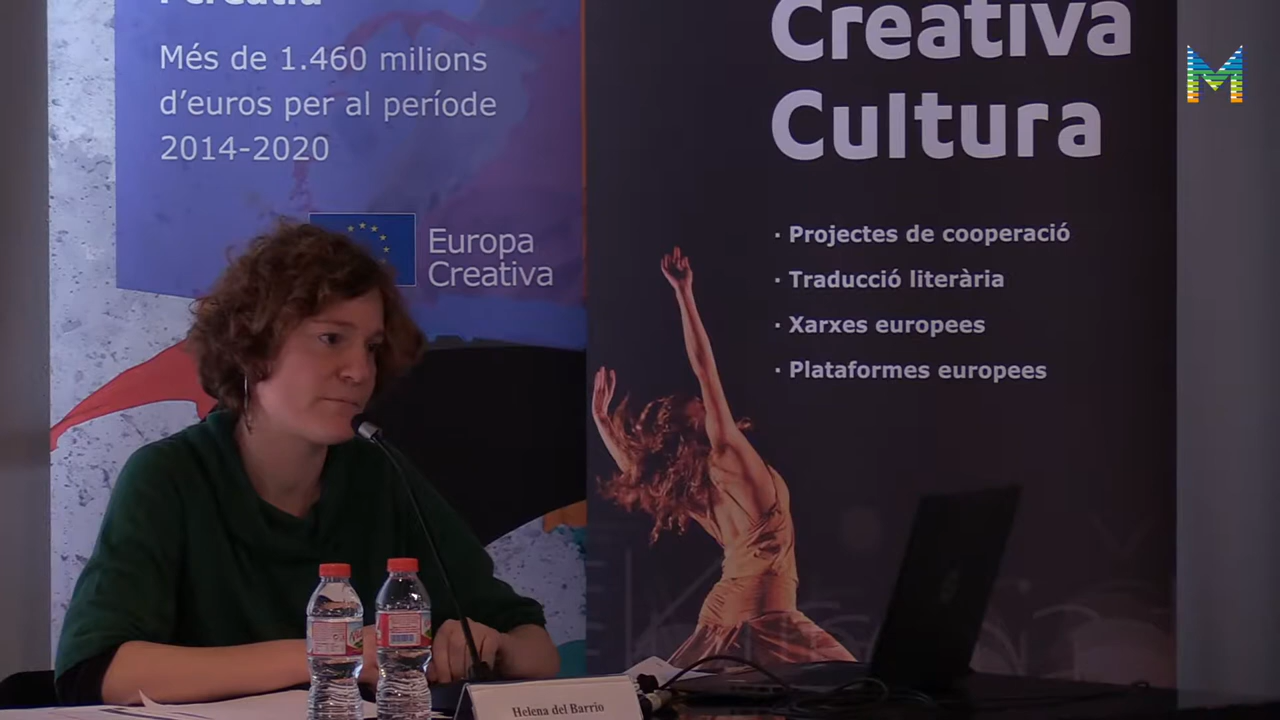 i creatiu
Més de 1.460 milions
d'euros per al període
2014-2020
Europa
Creativa
Creativa
Cultura
· Projectes de cooperació
· Traducció literària
· Xarxes europees
· Plataformes europees
M
Helena del Barrio